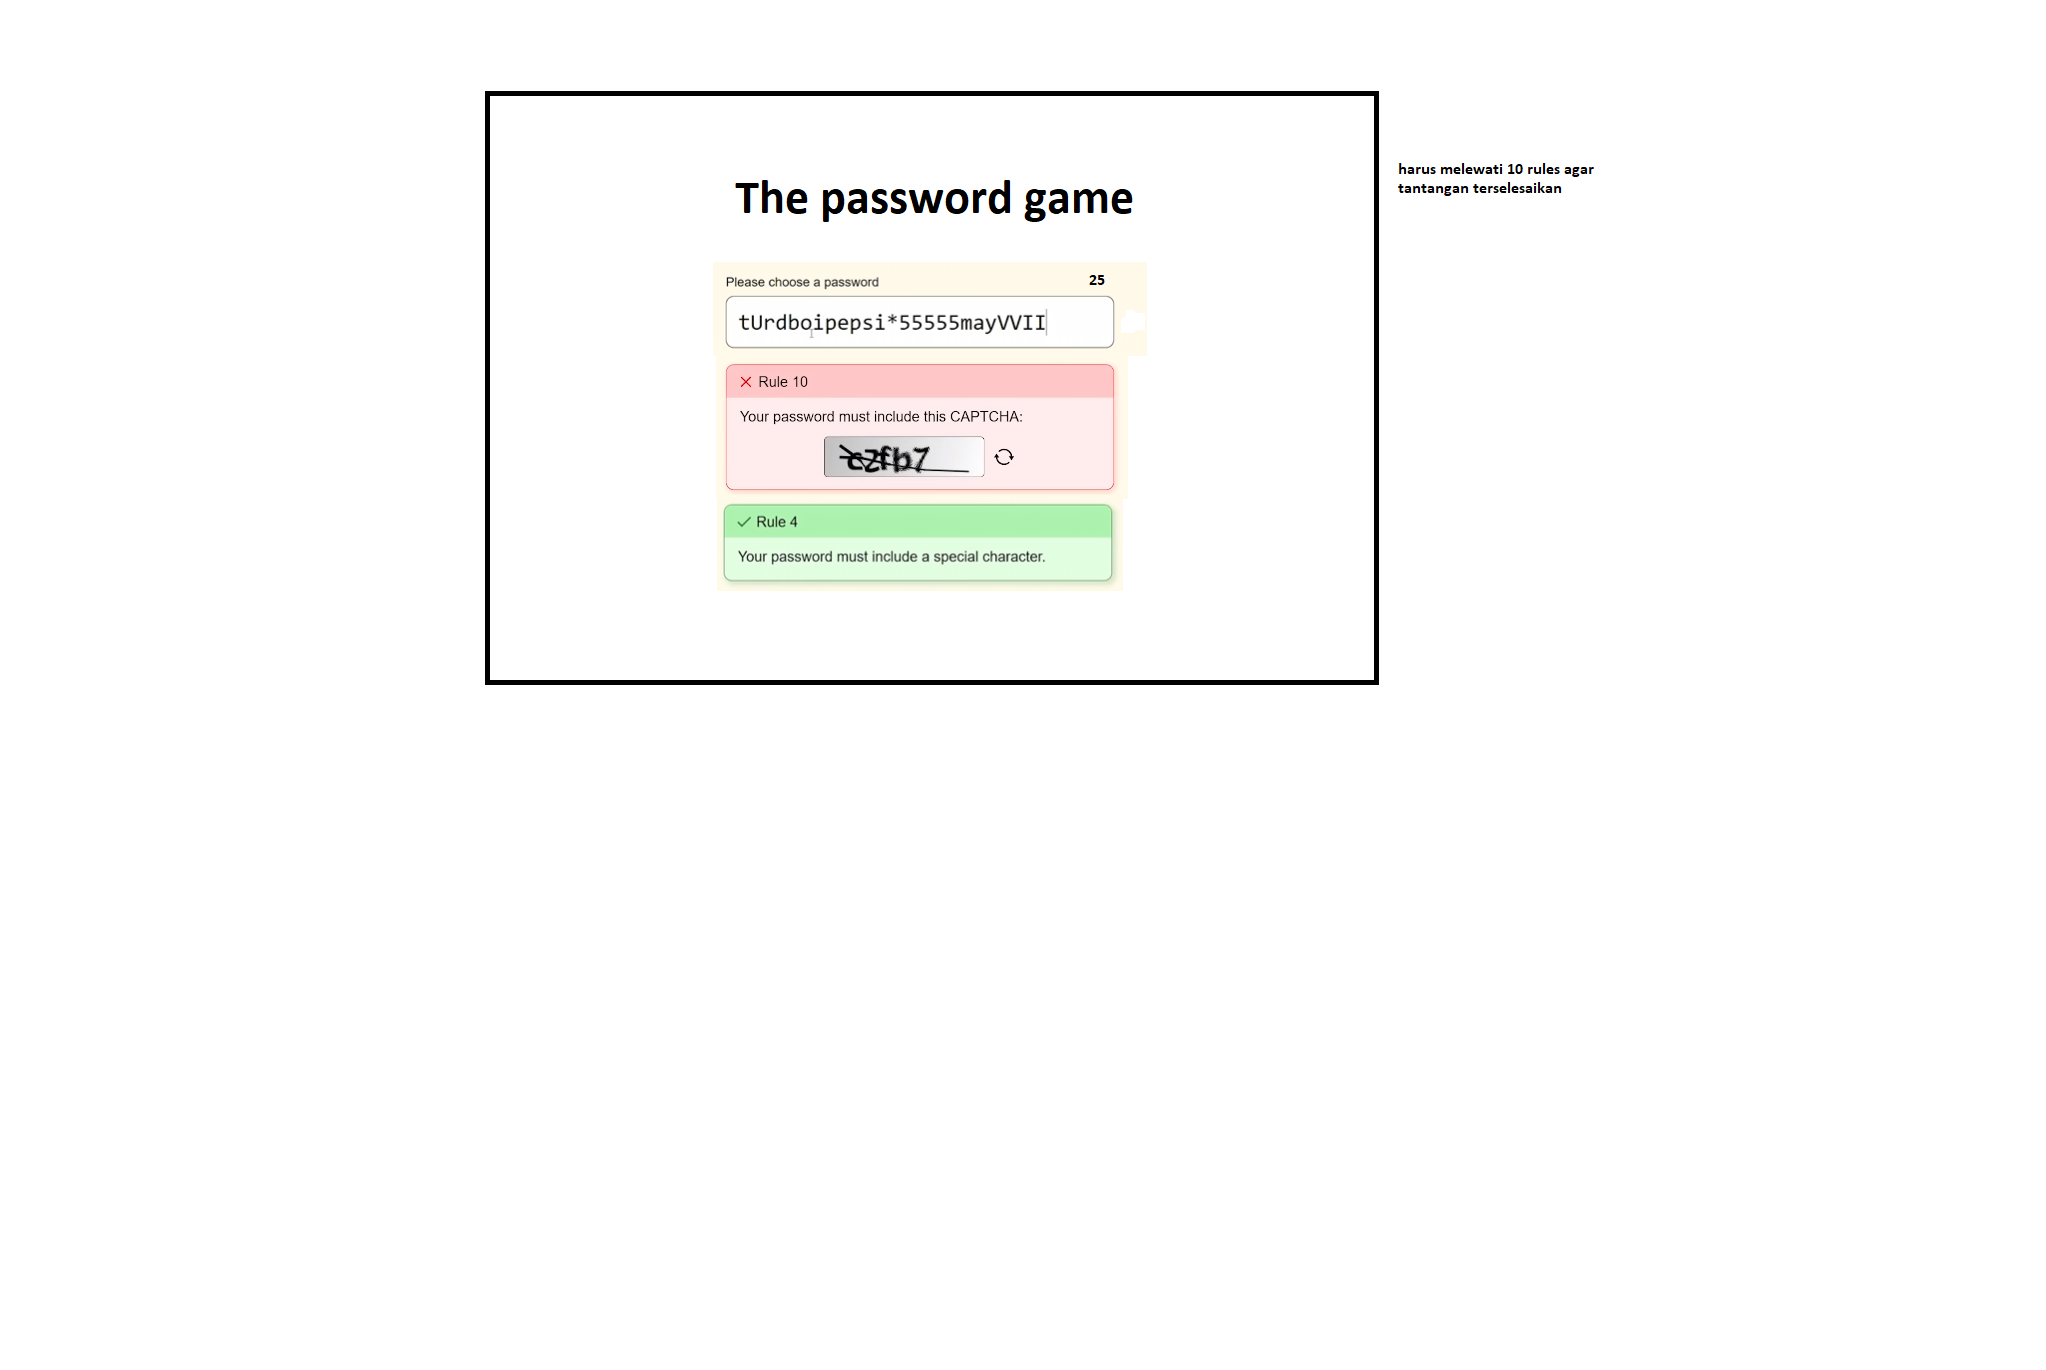 The password game
harus melewati 10 rules agar
tantangan terselesaikan
Please choose a password
25
tUrdboipepsi*55555mayVVII
Rule 10
Your password must include this CAPTCHA:
c2fb7
Rule 4
Your password must include a special character.